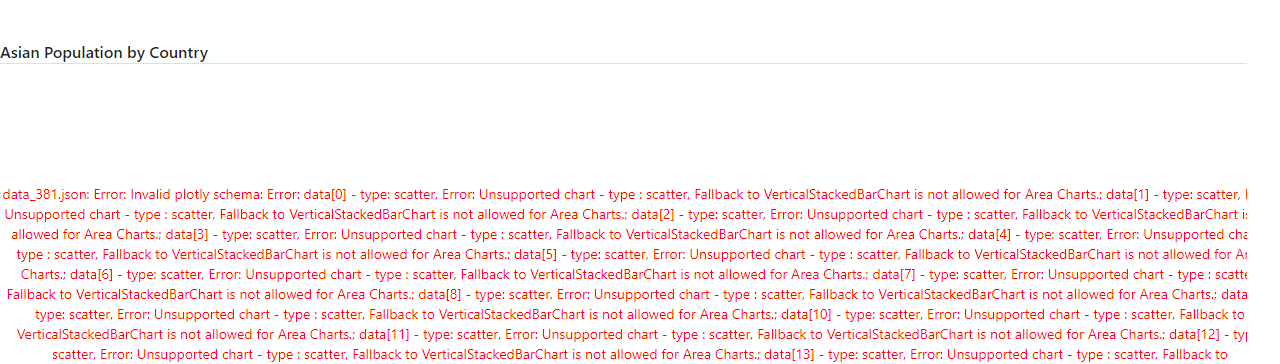 Asian Population by Country
data_381.json: Error: Invalid plotly schema: Error: data[0] - type: scatter, Error: Unsupported chart - type : scatter, Fallback to VerticalStackedBarChart is not allowed for Area Charts.; data[1] - type: scatter,
Unsupported chart - type : scatter, Fallback to VerticalStackedBarChart is not allowed for Area Charts.; data[2] - type: scatter, Error: Unsupported chart - type : scatter, Fallback to VerticalStackedBarChart
allowed for Area Charts.; data[3] - type: scatter, Error: Unsupported chart - type : scatter, Fallback to VerticalStackedBarChart is not allowed for Area Charts.; data[4] - type: scatter, Error: Unsupported
type : scatter, Fallback to VerticalStackedBarChart is not allowed for Area Charts.; data[5] - type: scatter, Error: Unsupported chart - type : scatter, Fallback to VerticalStackedBarChart is not allowed for
Charts.; data[6] - type: scatter, Error: Unsupported chart - type : scatter, Fallback to VerticalStackedBarChart is not allowed for Area Charts.; data[7] - type: scatter, Error: Unsupported chart - type :
Fallback to VerticalStackedBarChart is not allowed for Area Charts.; data[8] - type: scatter, Error: Unsupported chart - type : scatter, Fallback to VerticalStackedBarChart is not allowed for Area Charts.; data
type: scatter, Error: Unsupported chart - type : scatter, Fallback to VerticalStackedBarChart is not allowed for Area Charts.; data[10] - type: scatter, Error: Unsupported chart - type : scatter, Fallback to
VerticalStackedBarChart is not allowed for Area Charts.; data[11] - type: scatter, Error: Unsupported chart - type : scatter, Fallback to VerticalStackedBarChart is not allowed for Area Charts.; data[12] -
scatter, Error: Unsupported chart - type : scatter, Fallback to VerticalStackedBarChart is not allowed for Area Charts.; data[13] - type: scatter, Error: Unsupported chart - type : scatter, Fallback to